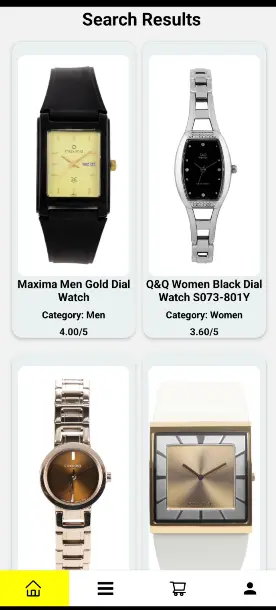 Search Results
Maxima Men Gold Dial
Watch
Category: Men
4.00/5
Q&Q Women Black Dial
Watch S073-801Y
Category: Women
3.60/5